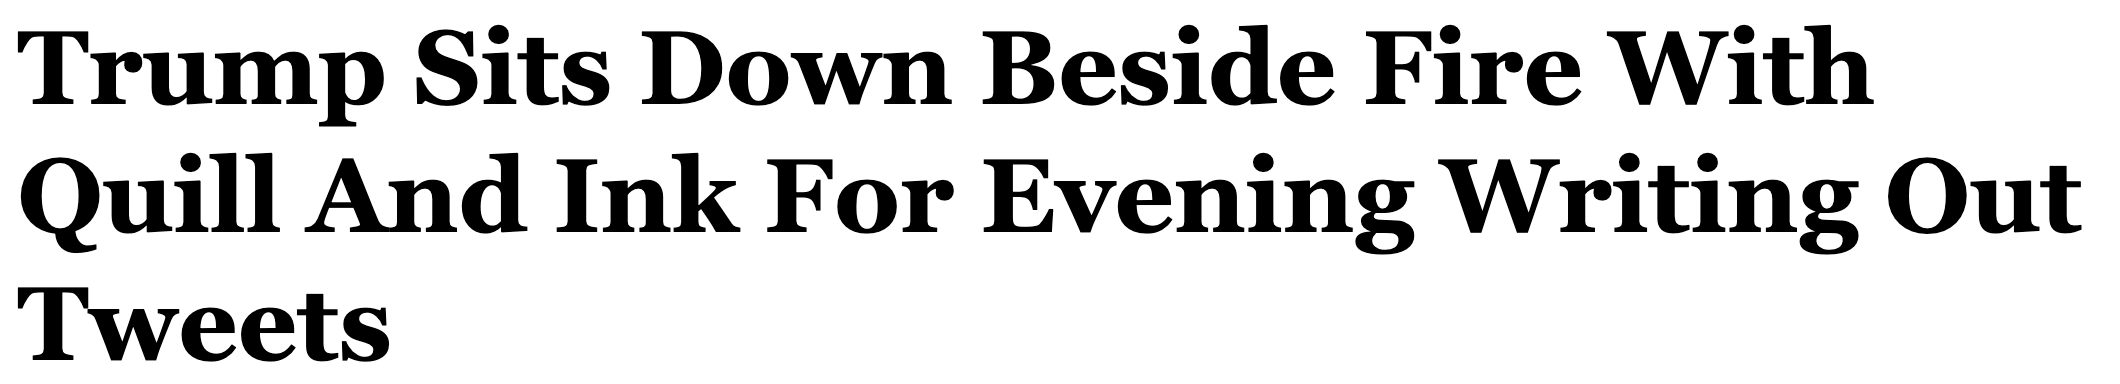 Trump Sits Down Beside Fire With
Quill And Ink For Evening Writing Out
Tweets